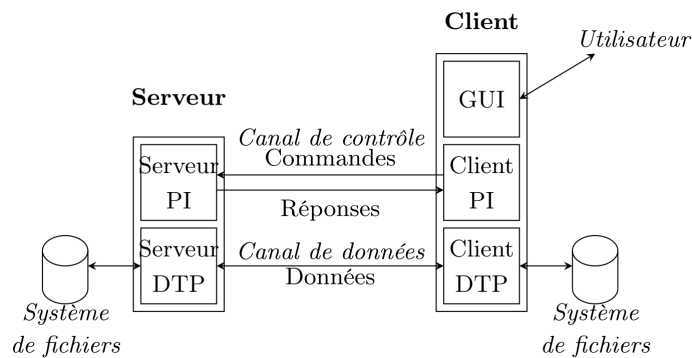 Client
Utilisateur
GUI
Serveur
Canal de contrôle
Commandes
Serveur
PI
Client
PI
Réponses
Canal de données
Données
Serveur
DTP
Client
DTP
Système
de fichiers
Système
de fichiers